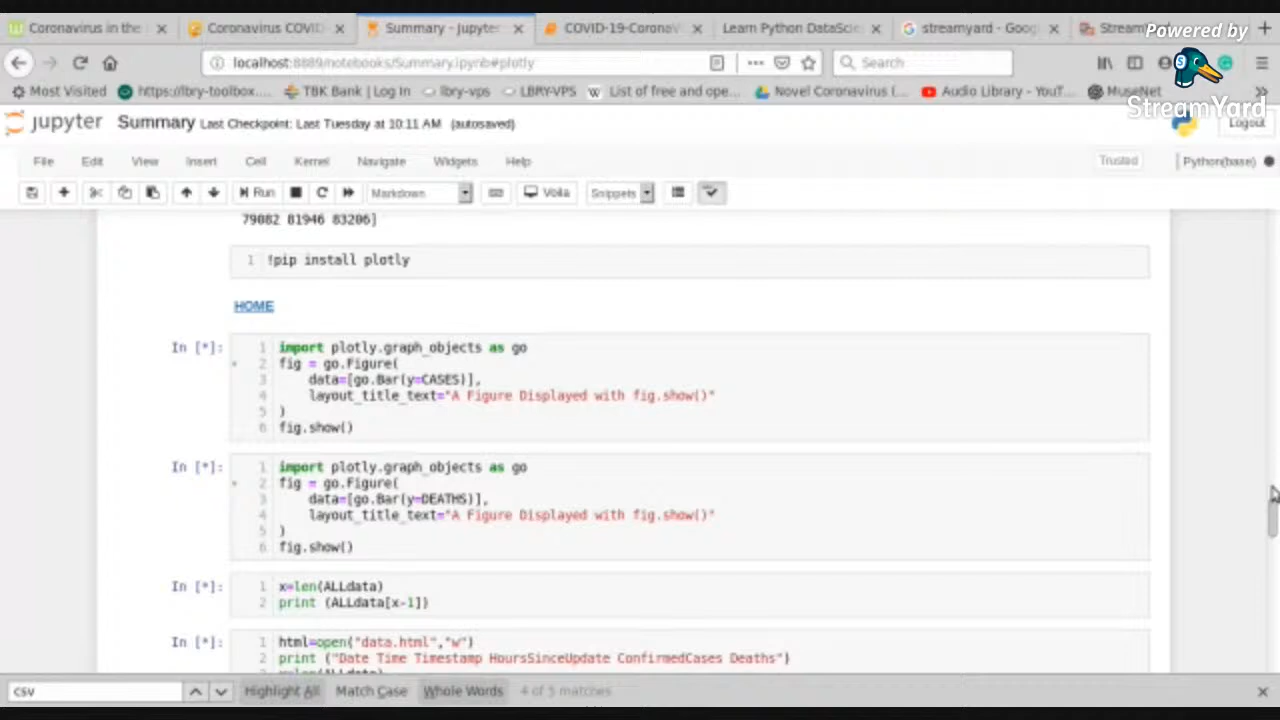 Coronavirus in the
Coronavirus COVID
Summary - Jupyter
COVID-19-CoronaV
Learn Python DataScie
streamyard - Goog
Stream
Powered by
localhost:8889/notebooks/Summary.ipynb#plotly
Search
StreamYard
Most Visited
https://lbry-toolbox....
TBK Bank | Log In
lbry-vps
LBRY-VPS
List of free and ope...
Novel Coronavirus (...
Audio Library - YouT...
MuseNet
jupyter Summary Last Checkpoint: Last Tuesday at 10:11 AM (autosaved)
Logout
File Edit View Insert Cell Kernel Navigate Widgets Help
Trusted
Python(base)
Run
Markdown
Voila
Snippets
79082 81946 83206]
1 !pip install plotly
HOME
In [*]:
1 import plotly.graph_objects as go
2 fig = go.Figure(
3 data=[go.Bar(y=CASES)],
4 layout_title_text="A Figure Displayed with fig.show()"
5 )
6 fig.show()
In [*]:
1 import plotly.graph_objects as go
2 fig = go.Figure(
3 data=[go.Bar(y=DEATHS)],
4 layout_title_text="A Figure Displayed with fig.show()"
5 )
6 fig.show()
In [*]:
1 x=len(ALLdata)
2 print (ALLdata[x-1])
In [*]:
1 html=open("data.html","w")
2 print ("Date Time Timestamp HoursSinceUpdate ConfirmedCases Deaths")
csv
Highlight All
Match Case
Whole Words
4 of 5 matches